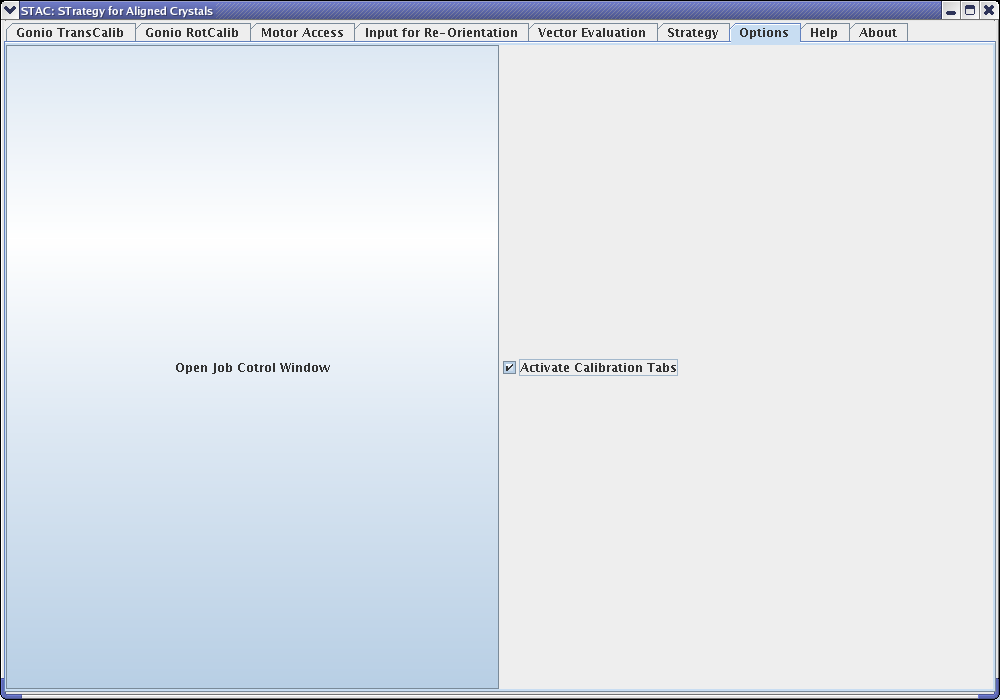 STAC: STrategy for Aligned Crystals
Gonio TransCalib Gonio RotCalib Motor Access Input for Re-Orientation Vector Evaluation Strategy Options Help About
Open Job Cotrol Window Activate Calibration Tabs